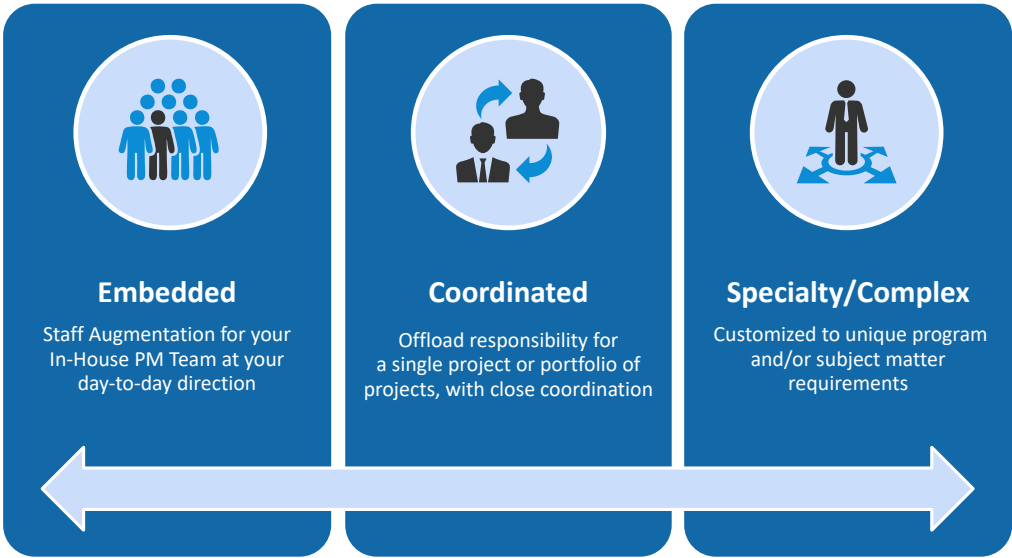 Embedded
Staff Augmentation for your
In-House PM Team at your
day-to-day direction
Coordinated
Offload responsibility for
a single project or portfolio of
projects, with close coordination
Specialty/Complex
Customized to unique program
and/or subject matter
requirements